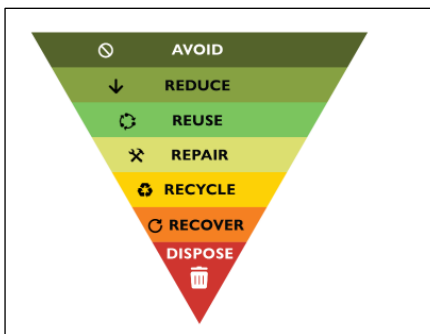 AVOID
REDUCE
REUSE
REPAIR
RECYCLE
RECOVER
DISPOSE